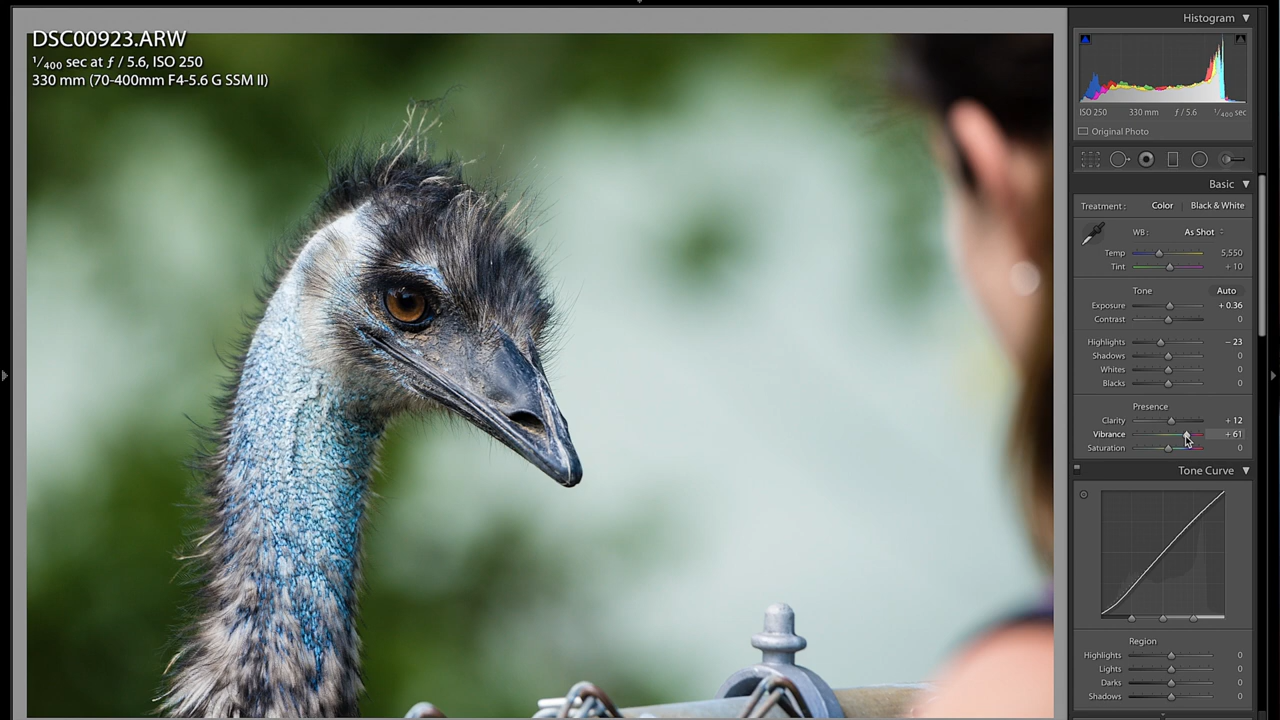 DSC00923.ARW
1/400 sec at ƒ / 5.6, ISO 250
330 mm (70-400mm F4-5.6 G SSM II)
Histogram
ISO 250 330 mm ƒ / 5.6 1/400 sec
Original Photo
Basic
Treatment : Color Black & White
WB : As Shot
Temp 5,550
Tint + 10
Tone Auto
Exposure + 0.36
Contrast 0
Highlights − 23
Shadows 0
Whites 0
Blacks 0
Presence
Clarity + 12
Vibrance + 61
Saturation 0
Tone Curve
Region
Highlights 0
Lights 0
Darks 0
Shadows 0